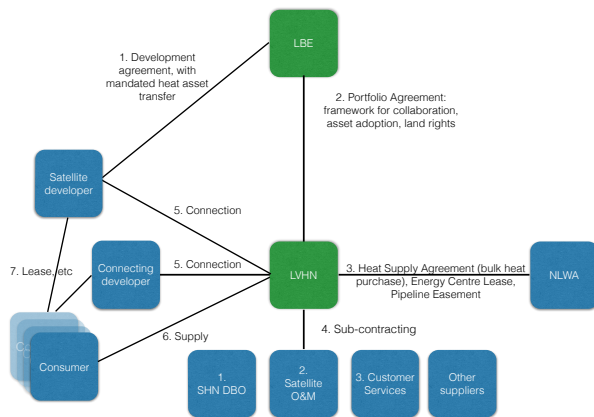 LBE
1. Development
agreement, with
mandated heat asset
transfer
2. Portfolio Agreement:
framework for collaboration,
asset adoption, land rights,
Satellite
developer
5. Connection
7. Lease, etc
Connecting
developer
5. Connection
LVHN
3. Heat Supply Agreement (bulk heat
purchase), Energy Centre Lease,
Pipeline Easement
NLWA
6. Supply
4. Sub-contracting
Consumer
1.
SHN DBO
2.
Satellite
O&M
3. Customer
Services
Other
suppliers